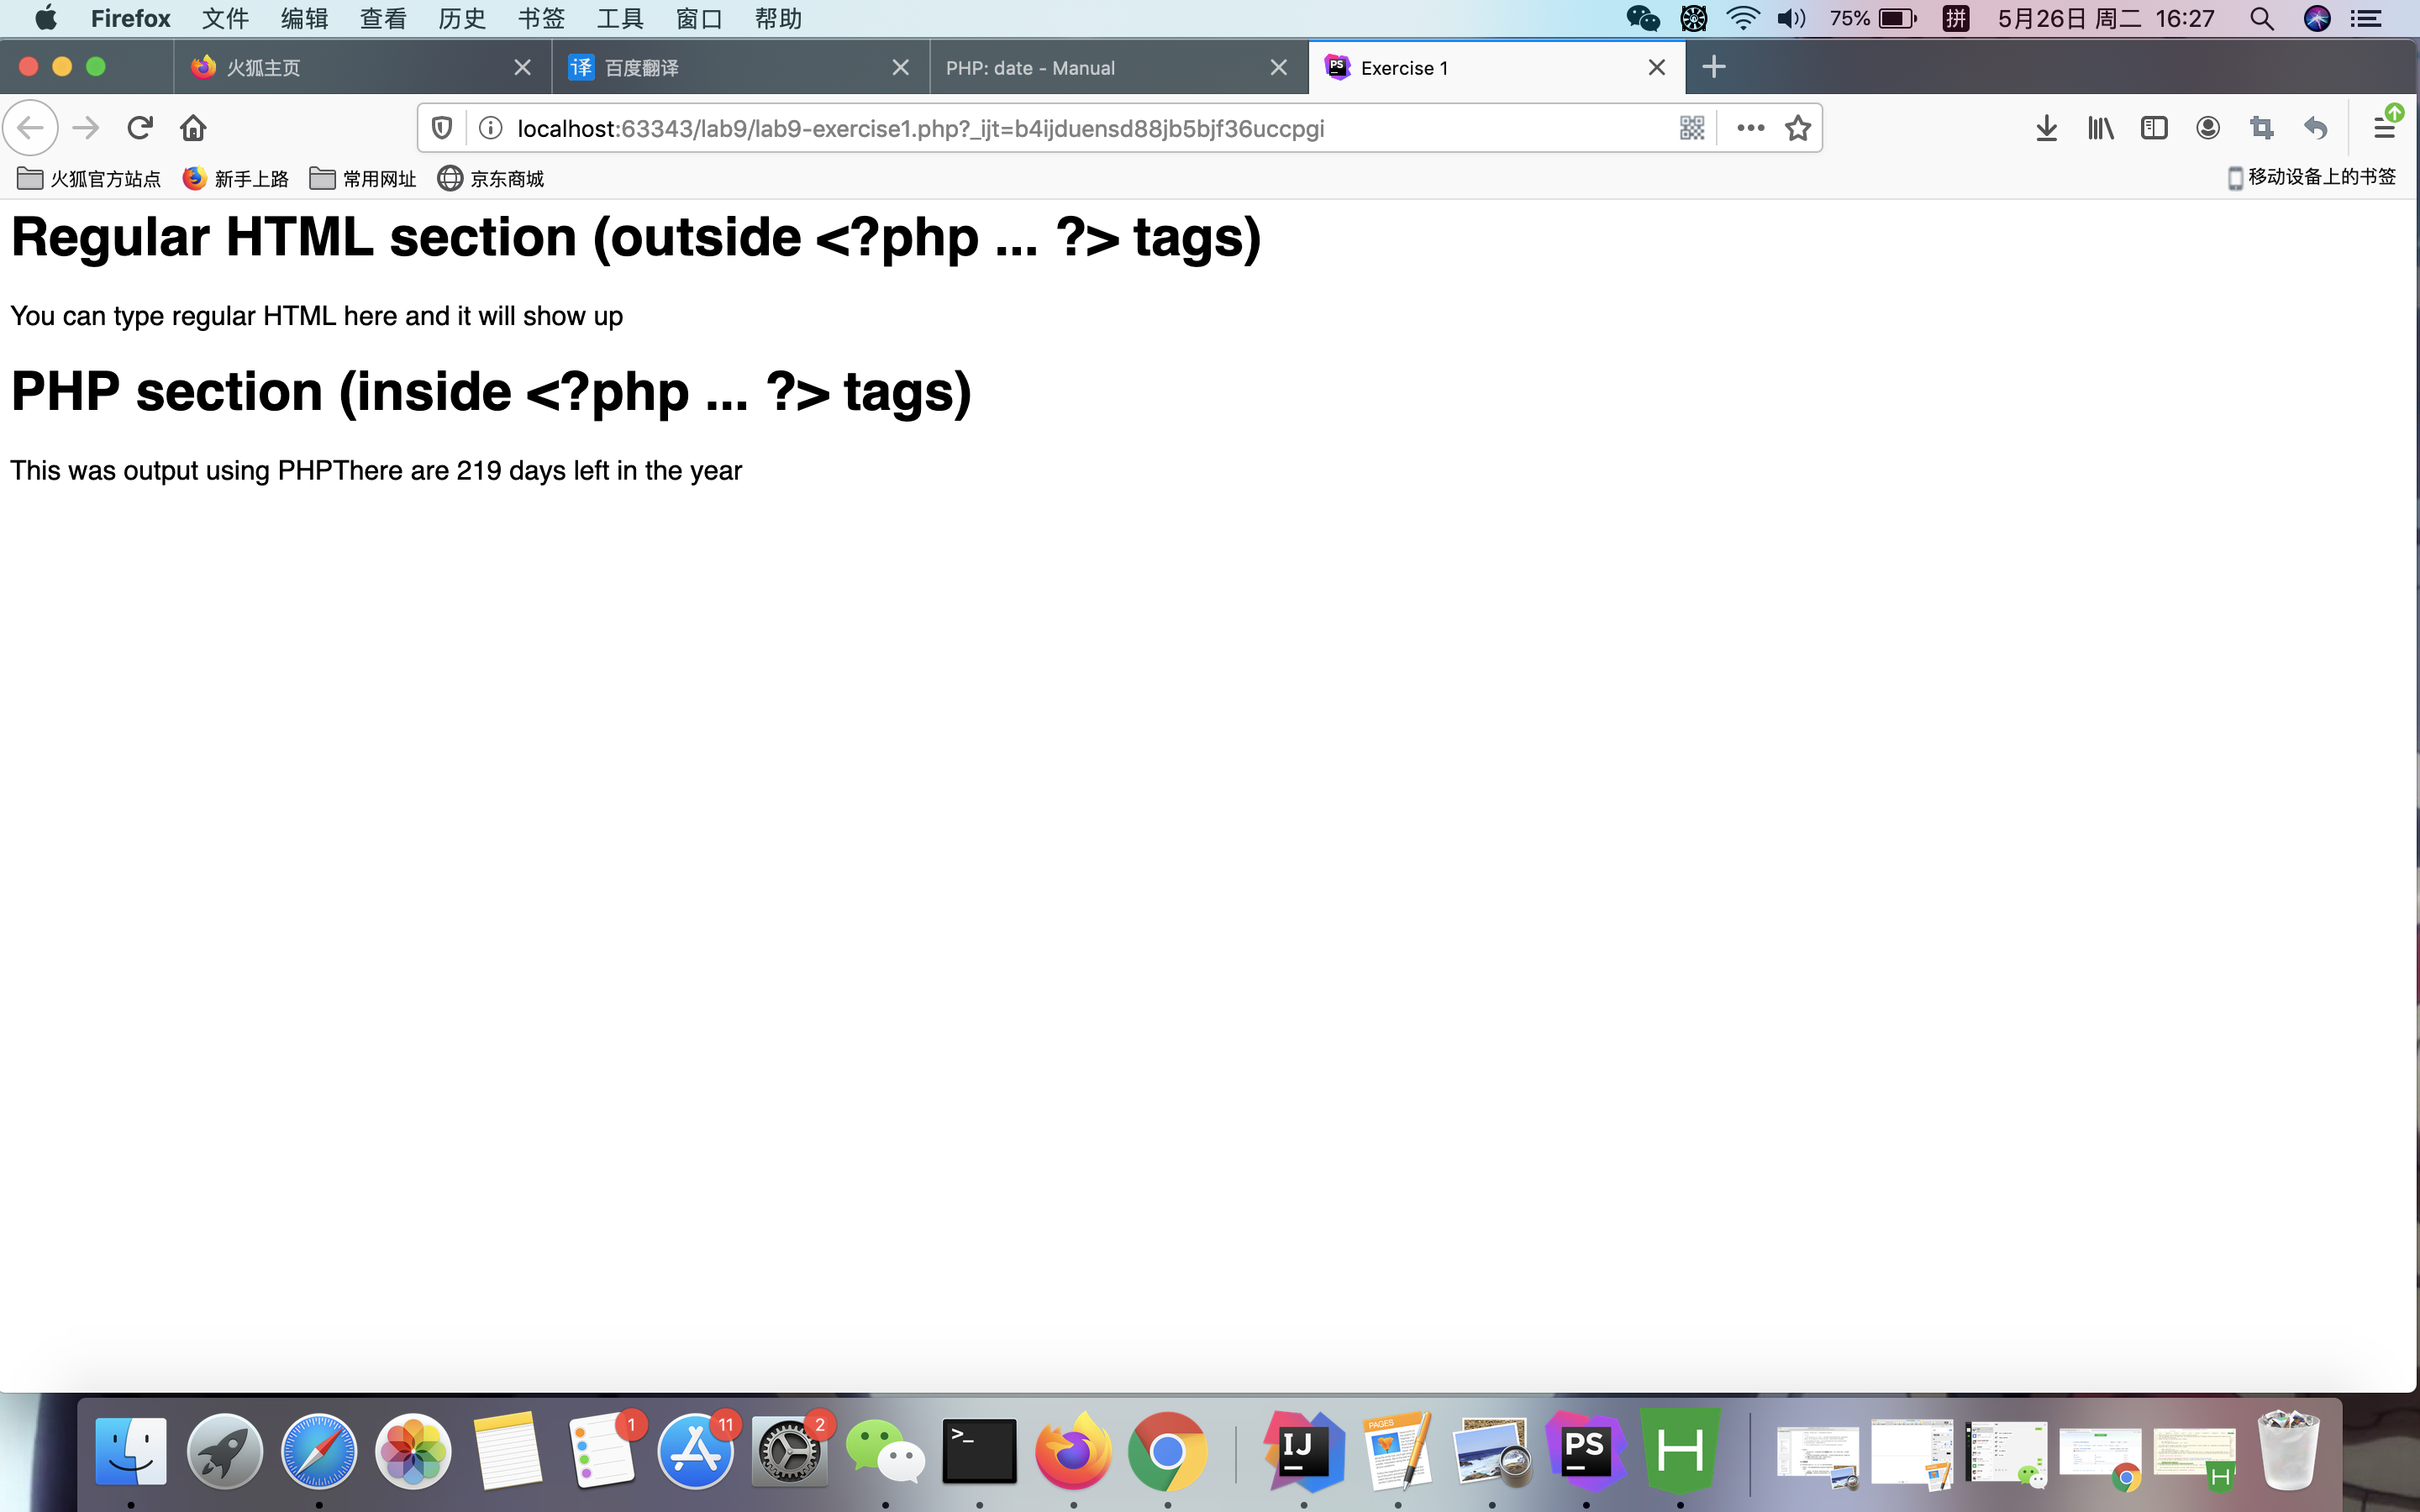 Firefox 文件 编辑 查看 历史 书签 工具 窗口 帮助 75% 拼 5月26日 周二 16:27
火狐主页 译 百度翻译 PHP: date - Manual PS Exercise 1
localhost:63343/lab9/lab9-exercise1.php?_ijt=b4ijduensd88jb5bjf36uccpgi
火狐官方站点 新手上路 常用网址 京东商城 移动设备上的书签
Regular HTML section (outside <?php ... ?> tags)
You can type regular HTML here and it will show up
PHP section (inside <?php ... ?> tags)
This was output using PHPThere are 219 days left in the year
1 11 2 >_ IJ PAGES PS H H